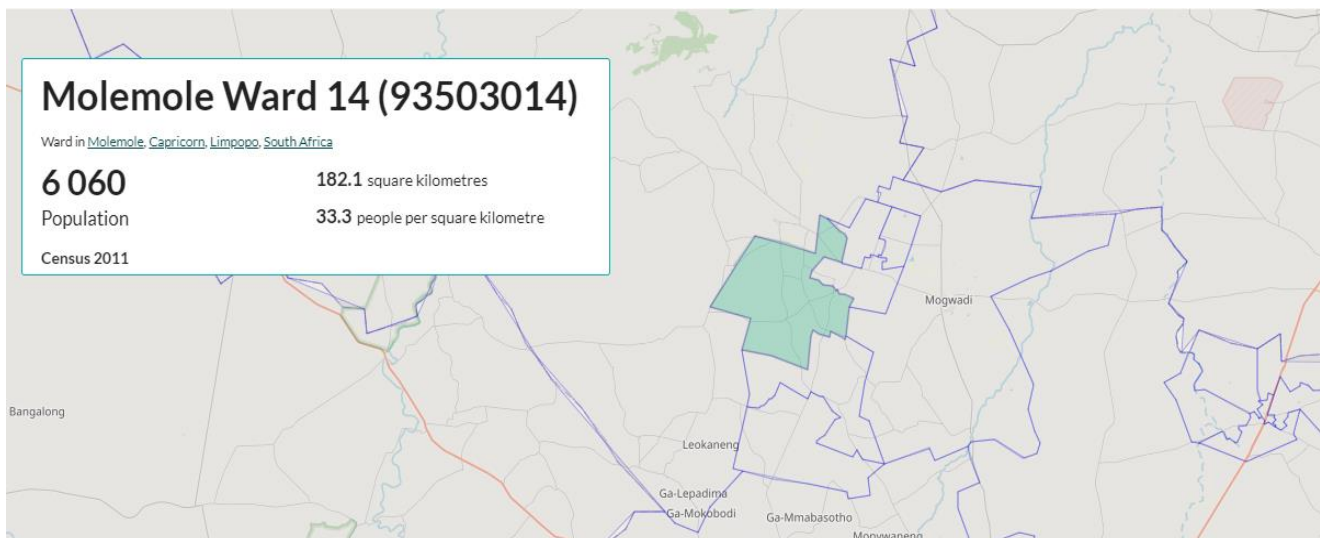 Molemole Ward 14 (93503014)
Ward in Molemole, Capricorn, Limpopo, South Africa
6 060
Population
182.1 square kilometres
33.3 people per square kilometre
Census 2011
Mogwadi
Bangalong
Leokaneng
Ga-Lepadima
Ga-Mokobodi
Ga-Mmabasotho